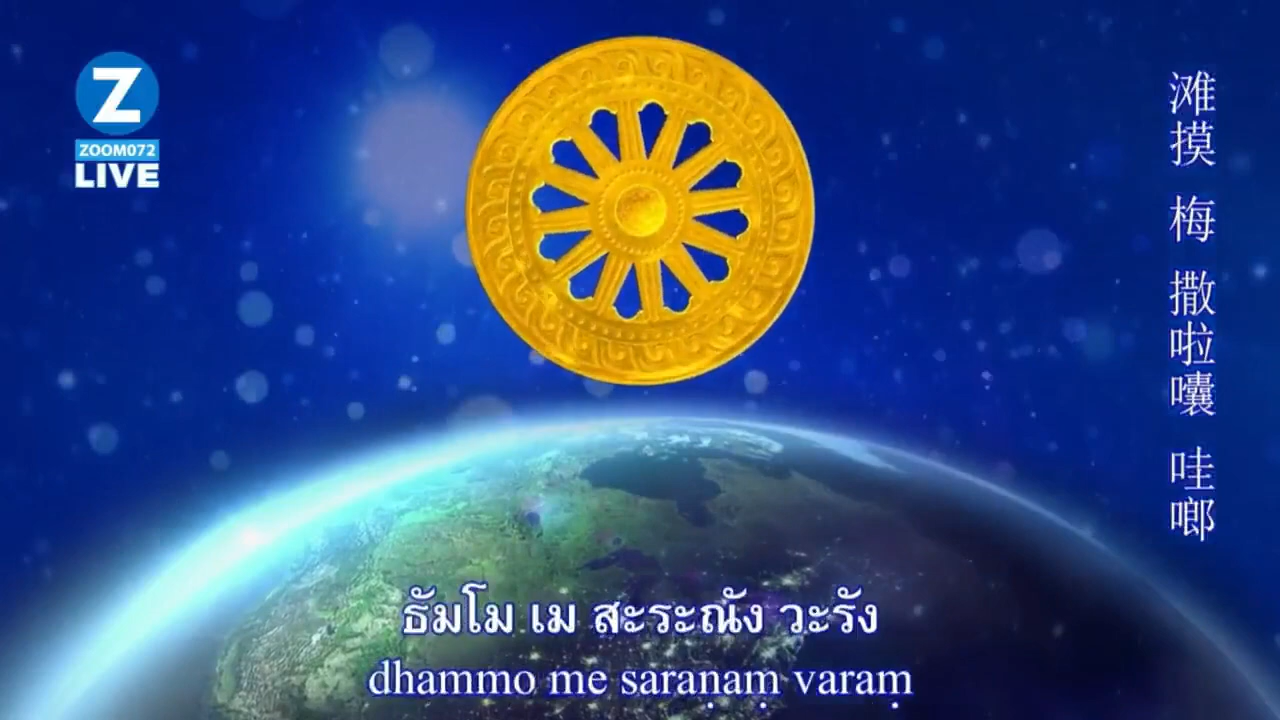 Z
ZOOM072
LIVE
滩摸 梅 撒啦囔 哇啷
ธัมโม เม สะระณัง วะรัง
dhammo me saraṇaṃ varaṃ